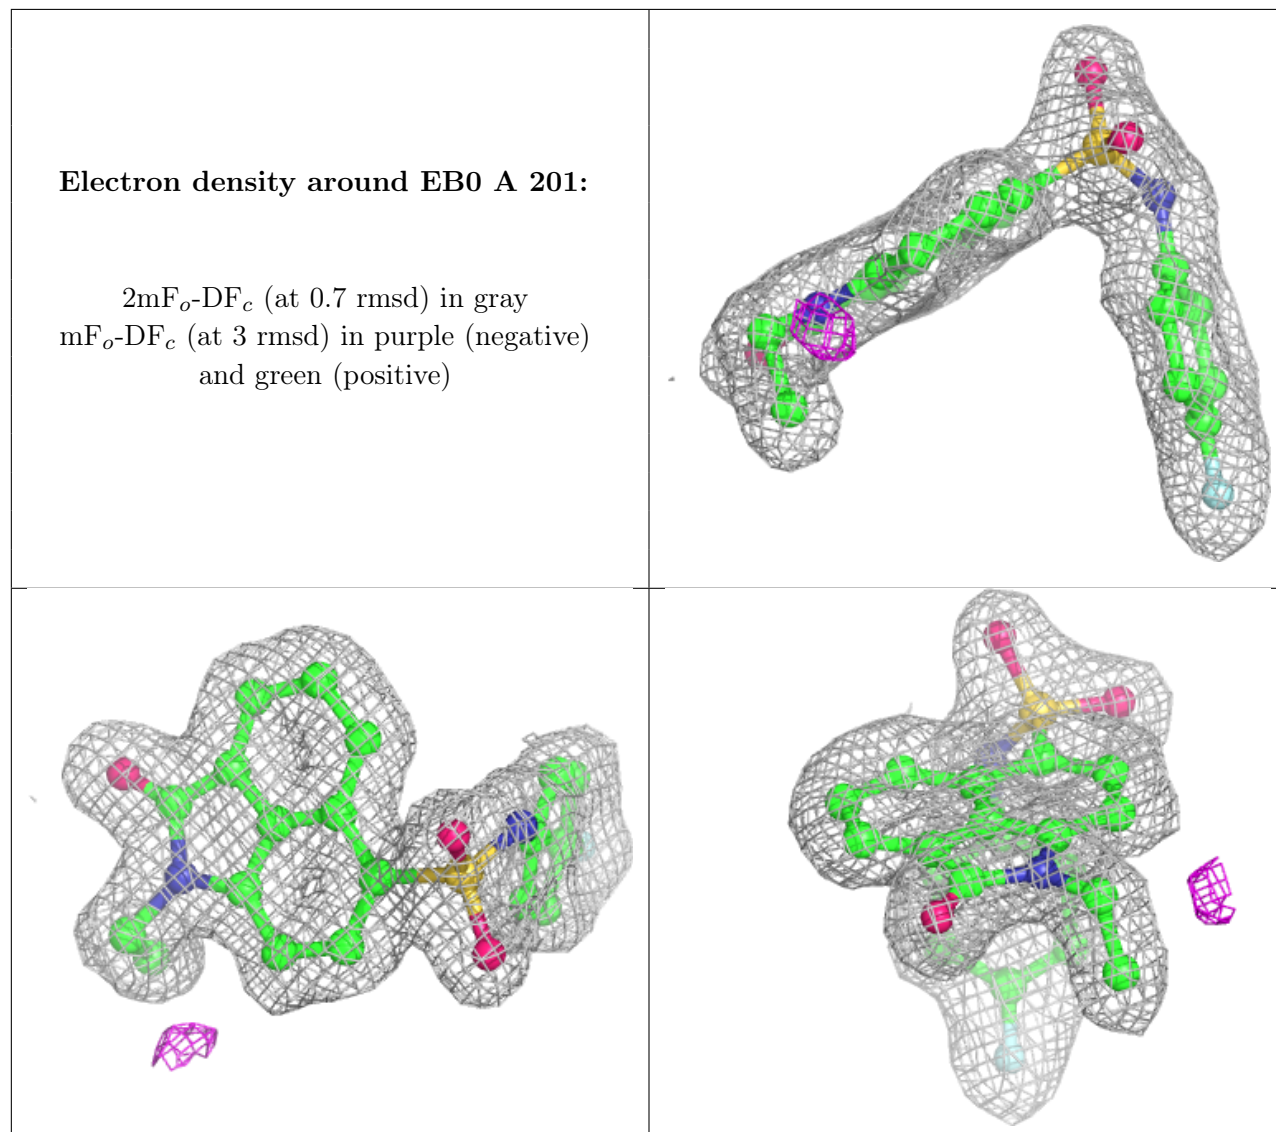 Electron density around EB0 A 201:
2mFo-DFc (at 0.7 rmsd) in gray
mFo-DFc (at 3 rmsd) in purple (negative)
and green (positive)